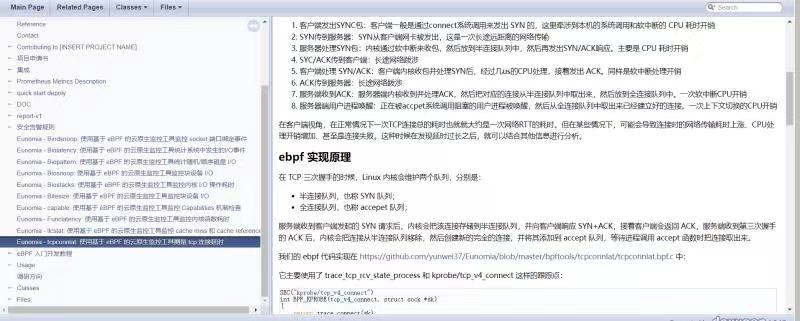 Main Page Related Pages Classes Files Search
Reference
Contact
Contributing to [INSERT PROJECT NAME]
项目申请书
集成
Prometheus Metrics Description
quick start depoly
DOC
report-v1
安全告警规则
Eunomia - Bindsnoop: 使用基于 eBPF 的云原生监控工具监控 socket 端口绑定事件
Eunomia - Biolatency: 使用基于 eBPF 的云原生监控工具统计系统中发生的I/O事件
Eunomia - Biopattern: 使用基于 eBPF 的云原生监控工具统计随机/顺序磁盘 I/O
Eunomia - Biosnoop: 使用基于 eBPF 的云原生监控工具监控块设备 I/O
Eunomia - Biostacks: 使用基于 eBPF 的云原生监控工具监控内核 I/O 操作耗时
Eunomia - Bitesize: 使用基于 eBPF 的云原生监控工具监控块设备 I/O
Eunomia - capable: 使用基于 eBPF 的云原生监控工具监控 Capabilities 机制检查
Eunomia - Funclatency: 使用基于 eBPF 的云原生监控工具监控内核函数耗时
Eunomia - llcstat: 使用基于 eBPF 的云原生监控工具监控 cache miss 和 cache reference
Eunomia - tcpconnlat: 使用基于 eBPF 的云原生监控工具测量 tcp 连接延时
eBPF 入门开发教程
Usage
调研方向
Classes
Files
1. 客户端发出SYNC包：客户端一般是通过connect系统调用来发出 SYN 的，这里牵涉到本机的系统调用和软中断的 CPU 耗时开销
2. SYN传到服务器：SYN从客户端网卡被发出，这是一次长途远距离的网络传输
3. 服务器处理SYN包：内核通过软中断来收包，然后放到半连接队列中，然后再发出SYN/ACK响应。主要是 CPU 耗时开销
4. SYC/ACK传到客户端：长途网络跋涉
5. 客户端处理 SYN/ACK：客户端内核收包并处理SYN后，经过几us的CPU处理，接着发出 ACK。同样是软中断处理开销
6. ACK传到服务器：长途网络跋涉
7. 服务端收到ACK：服务器端内核收到并处理ACK，然后把对应的连接从半连接队列中取出来，然后放到全连接队列中。一次软中断CPU开销
8. 服务器端用户进程唤醒：正在被accpet系统调用阻塞的用户进程被唤醒，然后从全连接队列中取出来已经建立好的连接。一次上下文切换的CPU开销
在客户端视角，在正常情况下一次TCP连接总的耗时也就就大约是一次网络RTT的耗时。但在某些情况下，可能会导致连接时的网络传输耗时上涨、CPU处
理开销增加、甚至是连接失败。这种时候在发现延时过长之后，就可以结合其他信息进行分析。
ebpf 实现原理
在 TCP 三次握手的时候，Linux 内核会维护两个队列，分别是：
半连接队列，也称 SYN 队列；
全连接队列，也称 accepet 队列；
服务端收到客户端发起的 SYN 请求后，内核会把该连接存储到半连接队列，并向客户端响应 SYN+ACK，接着客户端会返回 ACK，服务端收到第三次握手
的 ACK 后，内核会把连接从半连接队列移除，然后创建新的完全的连接，并将其添加到 accept 队列，等待进程调用 accept 函数时把连接取出来。
我们的 ebpf 代码实现在 https://github.com/yunwei37/Eunomia/blob/master/bpftools/tcpconnlat/tcpconnlat.bpf.c 中:
它主要使用了 trace_tcp_rcv_state_process 和 kprobe/tcp_v4_connect 这样的跟踪点：
SEC("kprobe/tcp_v4_connect")
int BPF_KPROBE(tcp_v4_connect, struct sock *sk)
{
return trace_connect(sk);